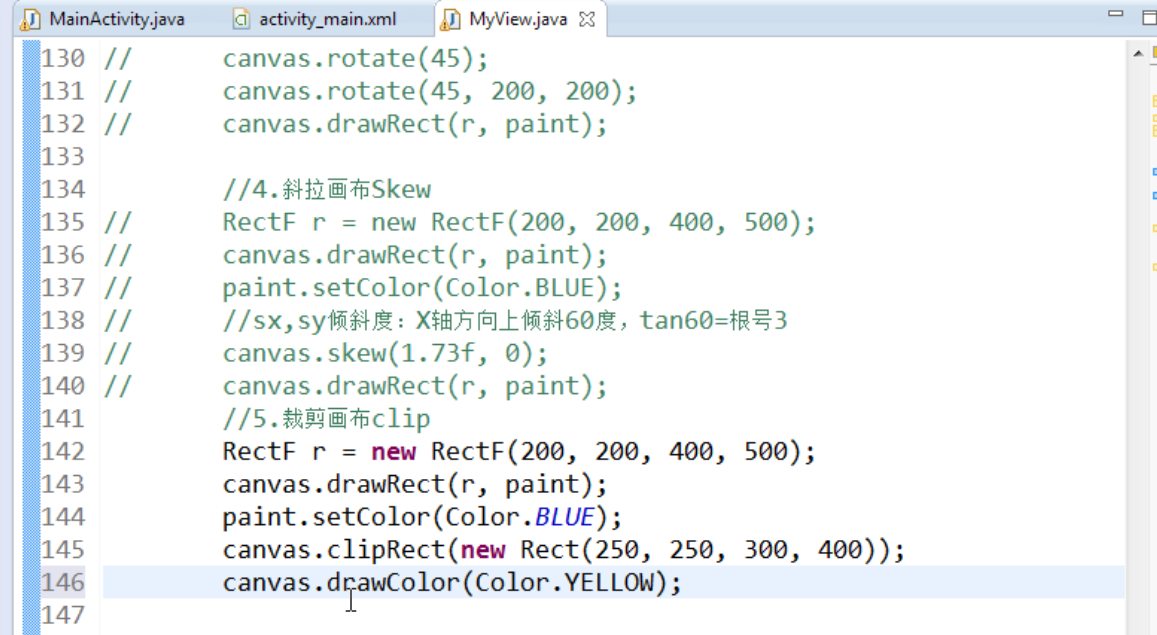 MainActivity.java activity_main.xml MyView.java
130 // canvas.rotate(45);
131 // canvas.rotate(45, 200, 200);
132 // canvas.drawRect(r, paint);
133
134 //4.斜拉画布Skew
135 // RectF r = new RectF(200, 200, 400, 500);
136 // canvas.drawRect(r, paint);
137 // paint.setColor(Color.BLUE);
138 // //sx,sy倾斜度：X轴方向上倾斜60度，tan60=根号3
139 // canvas.skew(1.73f, 0);
140 // canvas.drawRect(r, paint);
141 //5.裁剪画布clip
142 RectF r = new RectF(200, 200, 400, 500);
143 canvas.drawRect(r, paint);
144 paint.setColor(Color.BLUE);
145 canvas.clipRect(new Rect(250, 250, 300, 400));
146 canvas.drawColor(Color.YELLOW);
147